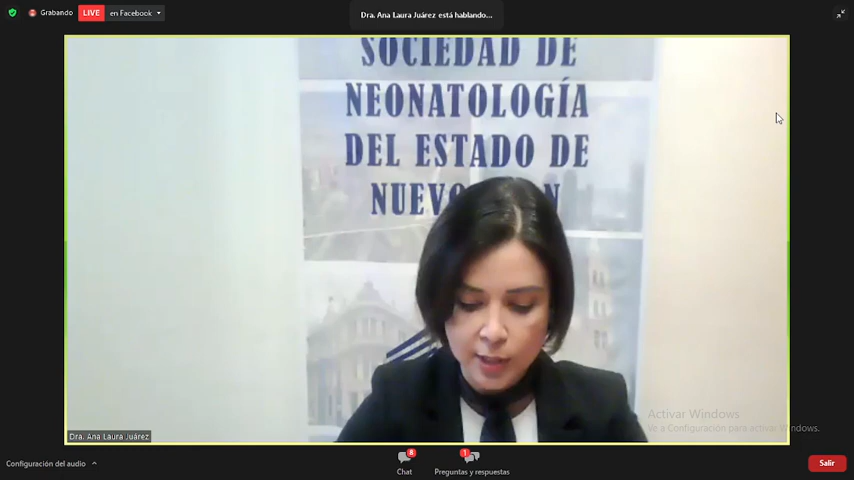 Grabando
LIVE
en Facebook
Dra. Ana Laura Juárez está hablando...
SOCIEDAD DE
NEONATOLOGÍA
DEL ESTADO DE
NUEVO
Activar Windows
Ve a Configuración para activar Windows.
Dra. Ana Laura Juárez
Configuración del audio
8
Chat
1
Preguntas y respuestas
Salir